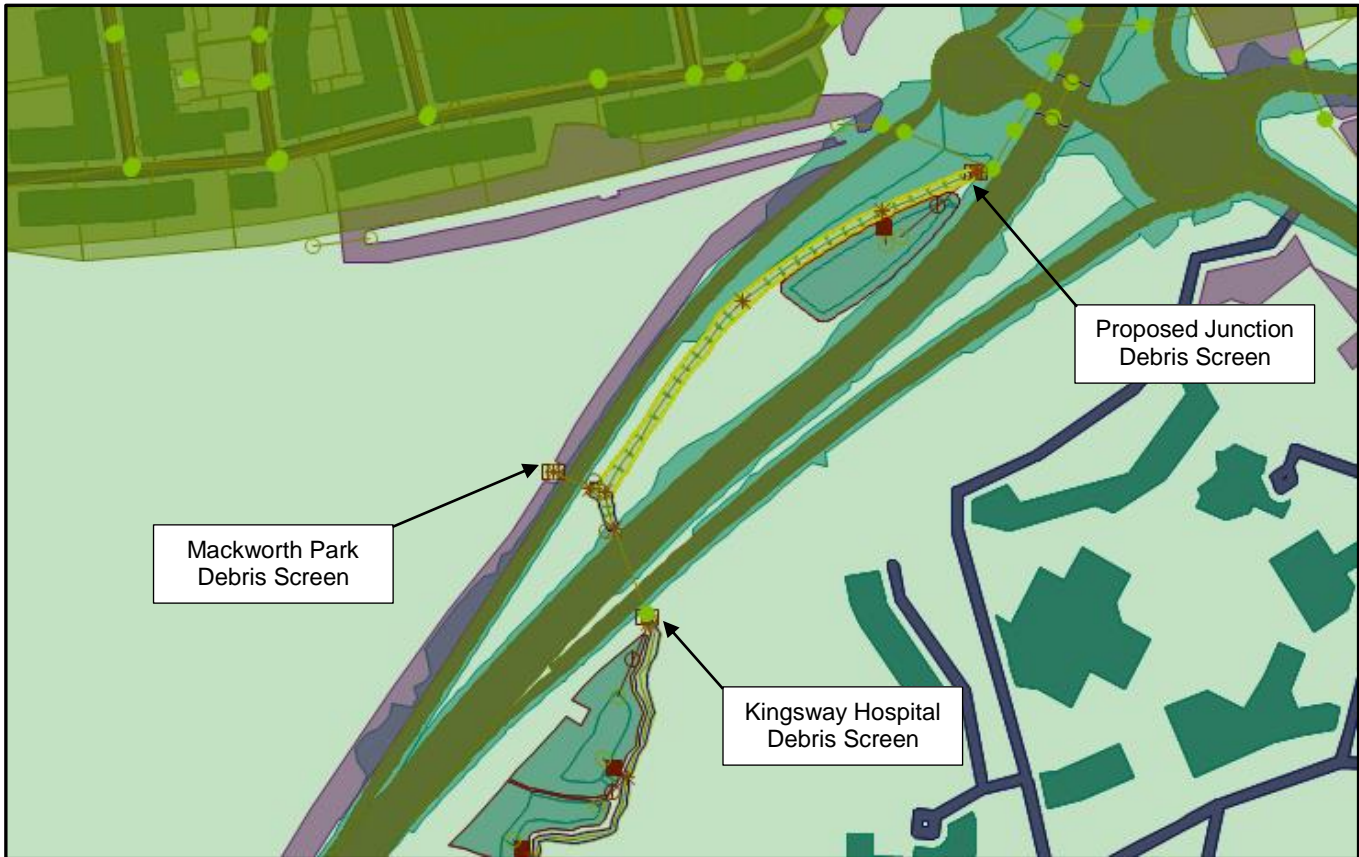 Proposed Junction
Debris Screen
Mackworth Park
Debris Screen
Kingsway Hospital
Debris Screen